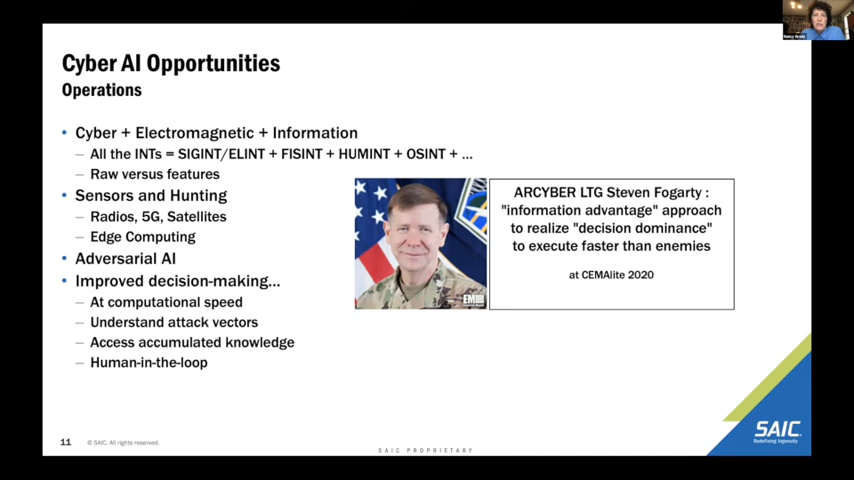 Cyber AI Opportunities
Operations
• Cyber + Electromagnetic + Information
– All the INTs = SIGINT/ELINT + FISINT + HUMINT + OSINT + ...
– Raw versus features
• Sensors and Hunting
– Radios, 5G, Satellites
– Edge Computing
• Adversarial AI
• Improved decision-making...
– At computational speed
– Understand attack vectors
– Access accumulated knowledge
– Human-in-the-loop
ARCYBER LTG Steven Fogarty :
"information advantage" approach
to realize "decision dominance"
to execute faster than enemies
at CEMAlite 2020
11
© SAIC. All rights reserved.
SAIC PROPRIETARY
SAIC
Redefining Ingenuity